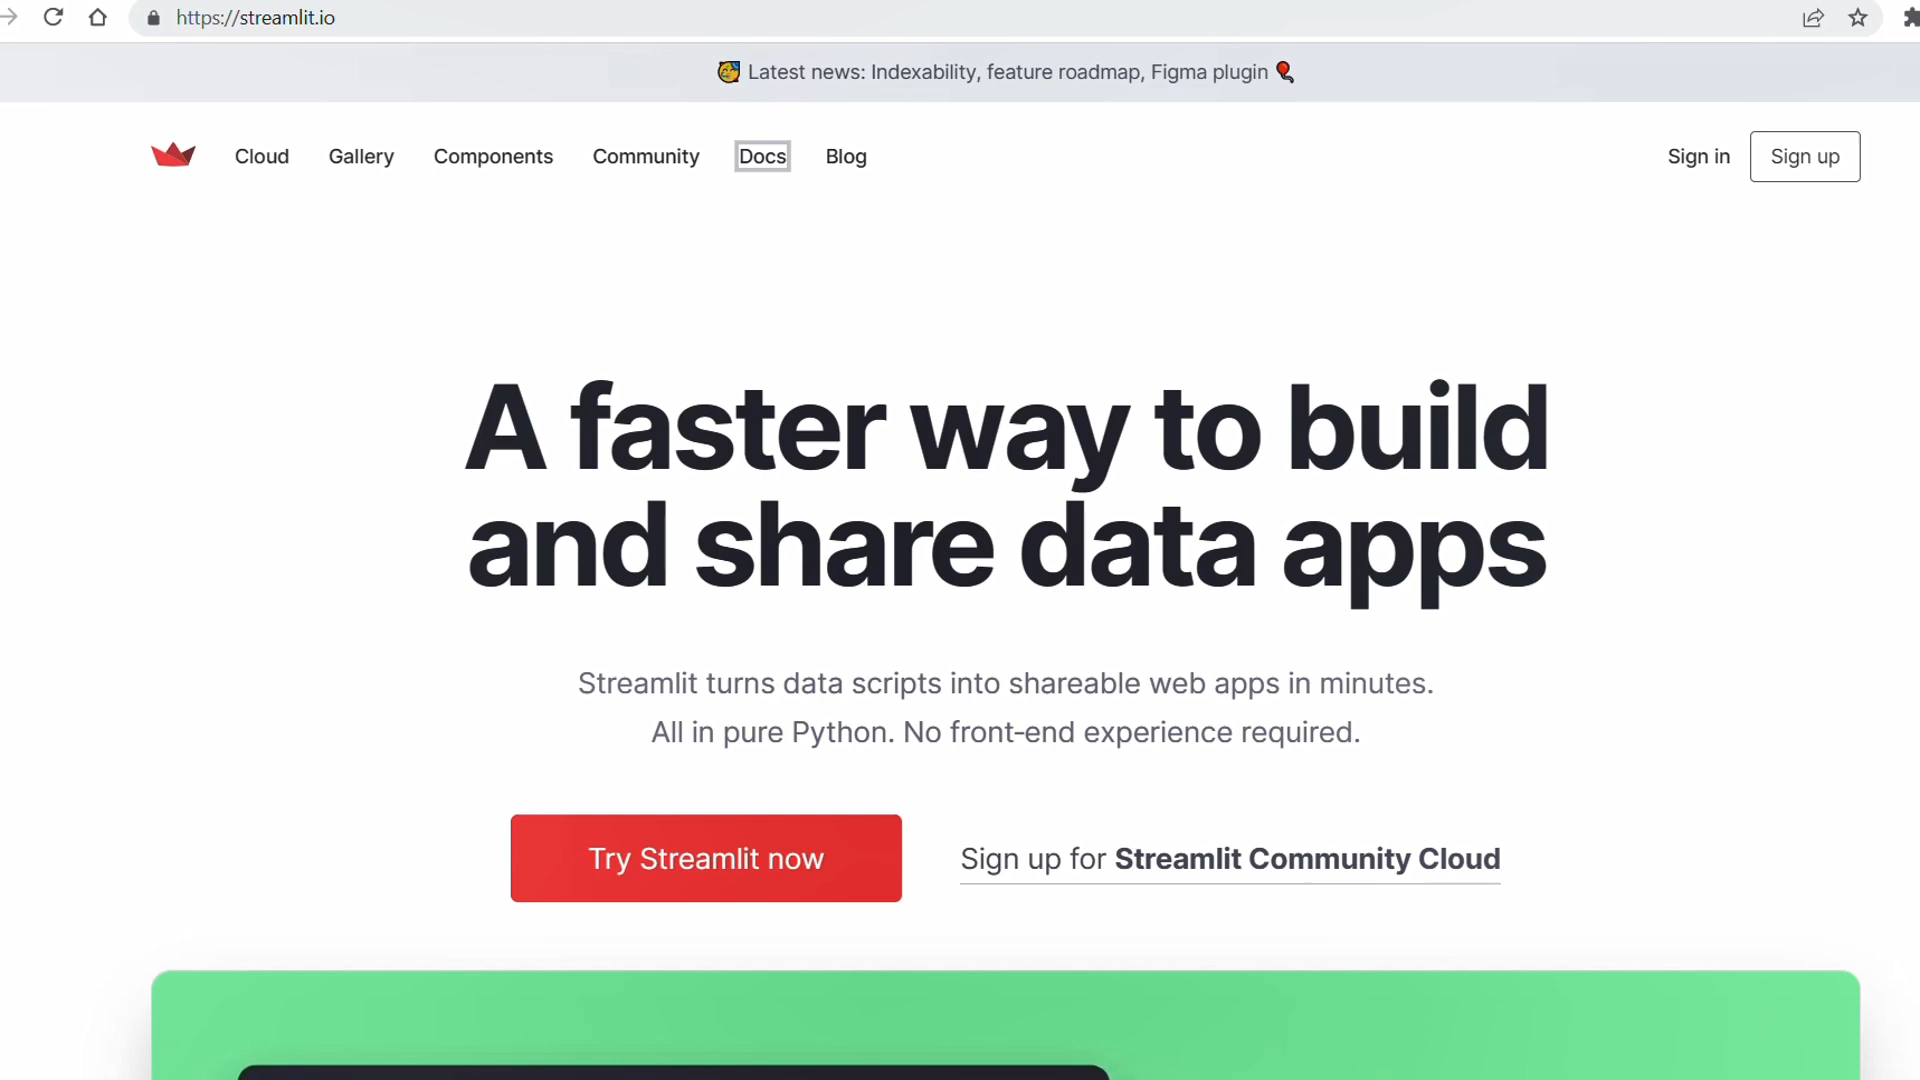 https://streamlit.io
Latest news: Indexability, feature roadmap, Figma plugin
Cloud Gallery Components Community Docs Blog Sign in Sign up
A faster way to build
and share data apps
Streamlit turns data scripts into shareable web apps in minutes.
All in pure Python. No front-end experience required.
Try Streamlit now Sign up for Streamlit Community Cloud